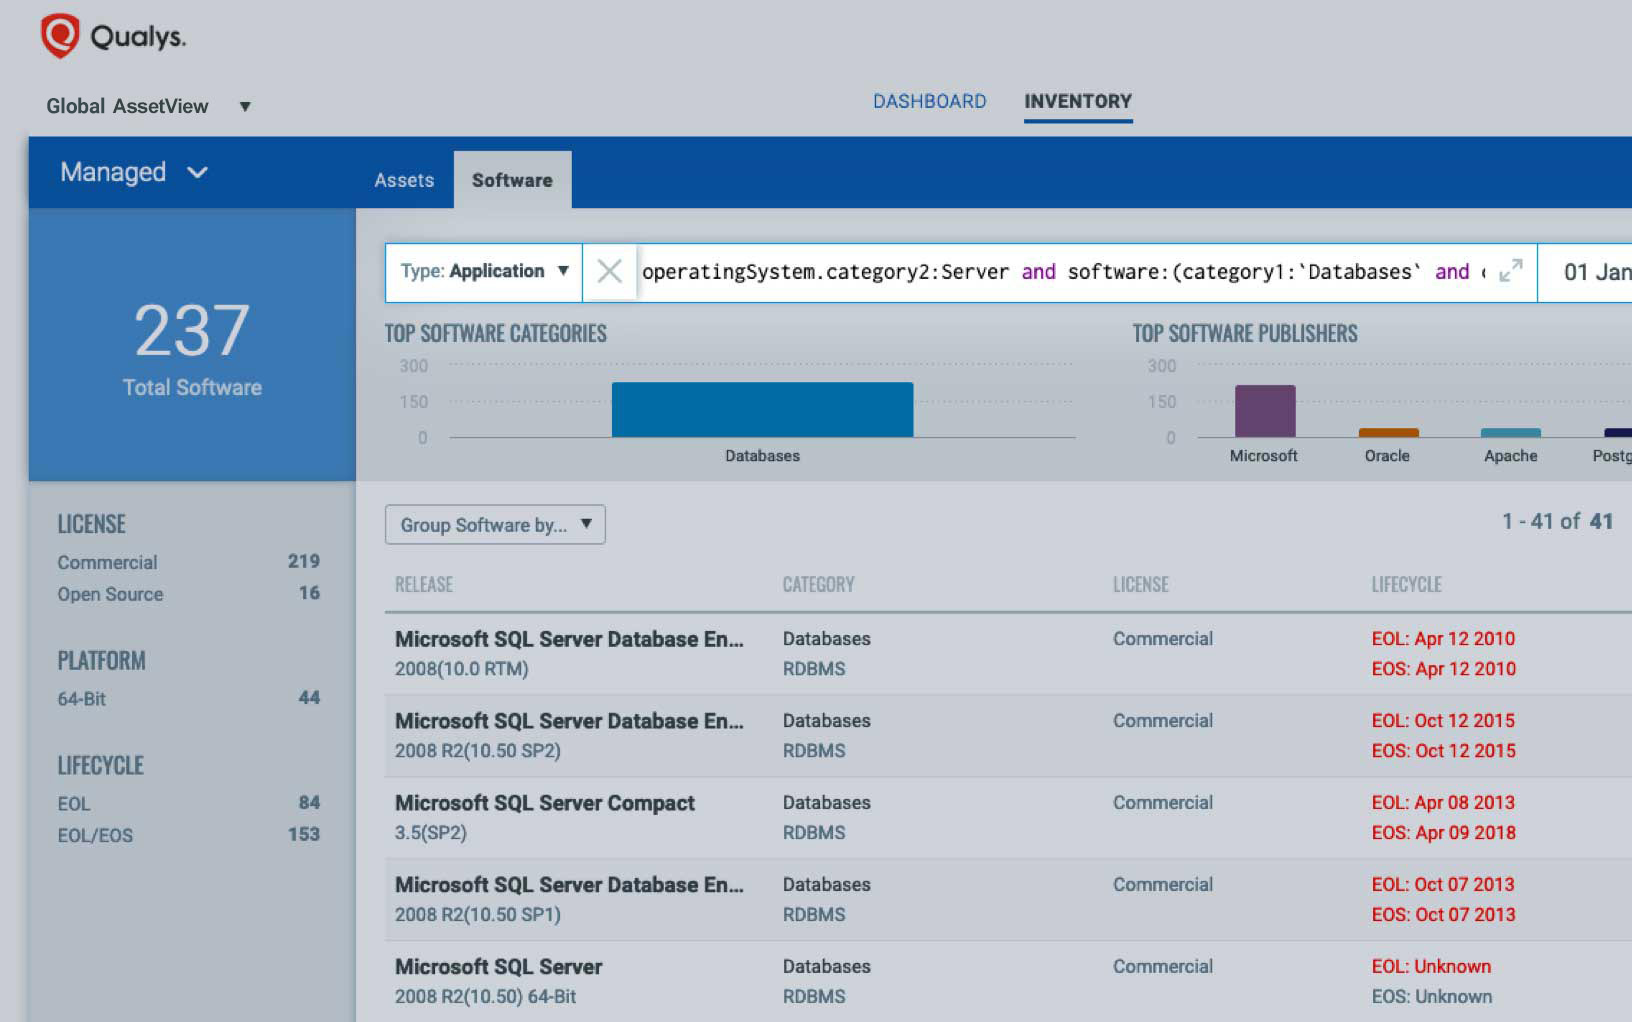 Qualys.
Global AssetView
DASHBOARD
INVENTORY
Managed
Assets
Software
237
Total Software
Type: Application
operatingSystem.category2:Server and software:(category1:`Databases` and
01 Jan
TOP SOFTWARE CATEGORIES
300
150
0
Databases
TOP SOFTWARE PUBLISHERS
300
150
0
Microsoft
Oracle
Apache
Postg
LICENSE
Commercial 219
Open Source 16
PLATFORM
64-Bit 44
LIFECYCLE
EOL 84
EOL/EOS 153
Group Software by...
1 - 41 of 41
RELEASE CATEGORY LICENSE LIFECYCLE
Microsoft SQL Server Database En... Databases Commercial EOL: Apr 12 2010
2008(10.0 RTM) RDBMS EOS: Apr 12 2010
Microsoft SQL Server Database En... Databases Commercial EOL: Oct 12 2015
2008 R2(10.50 SP2) RDBMS EOS: Oct 12 2015
Microsoft SQL Server Compact Databases Commercial EOL: Apr 08 2013
3.5(SP2) RDBMS EOS: Apr 09 2018
Microsoft SQL Server Database En... Databases Commercial EOL: Oct 07 2013
2008 R2(10.50 SP1) RDBMS EOS: Oct 07 2013
Microsoft SQL Server Databases Commercial EOL: Unknown
2008 R2(10.50) 64-Bit RDBMS EOS: Unknown